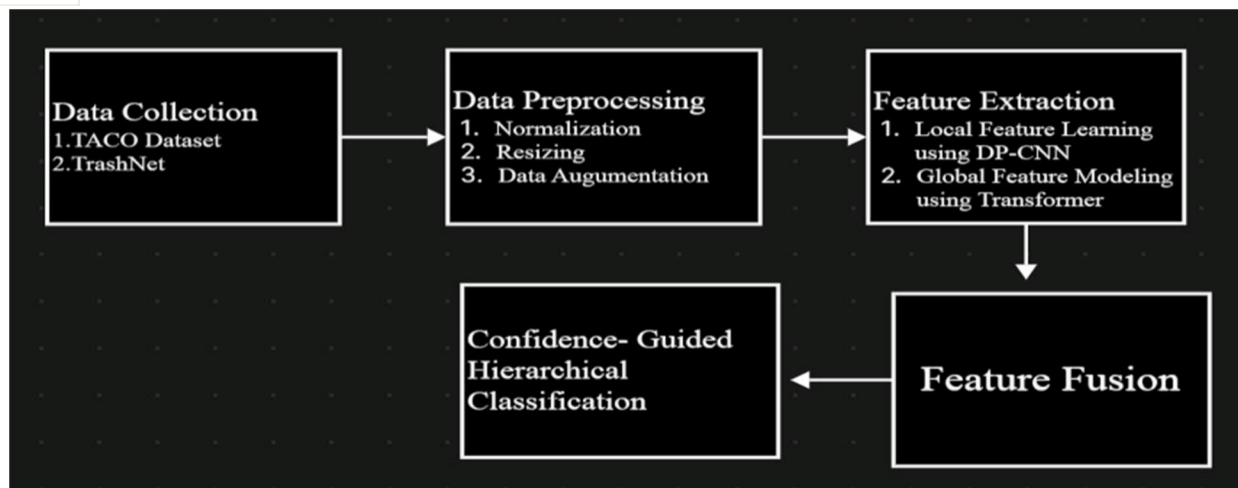 Data Collection
1.TACO Dataset
2.TrashNet
Data Preprocessing
1. Normalization
2. Resizing
3. Data Augumentation
Feature Extraction
1. Local Feature Learning
using DP-CNN
2. Global Feature Modeling
using Transformer
Feature Fusion
Confidence- Guided
Hierarchical
Classification